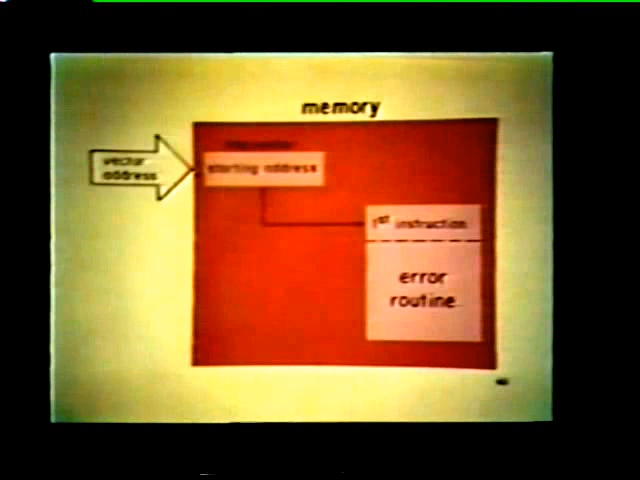 memory
vector
address
starting address
1st instruction
error
routine